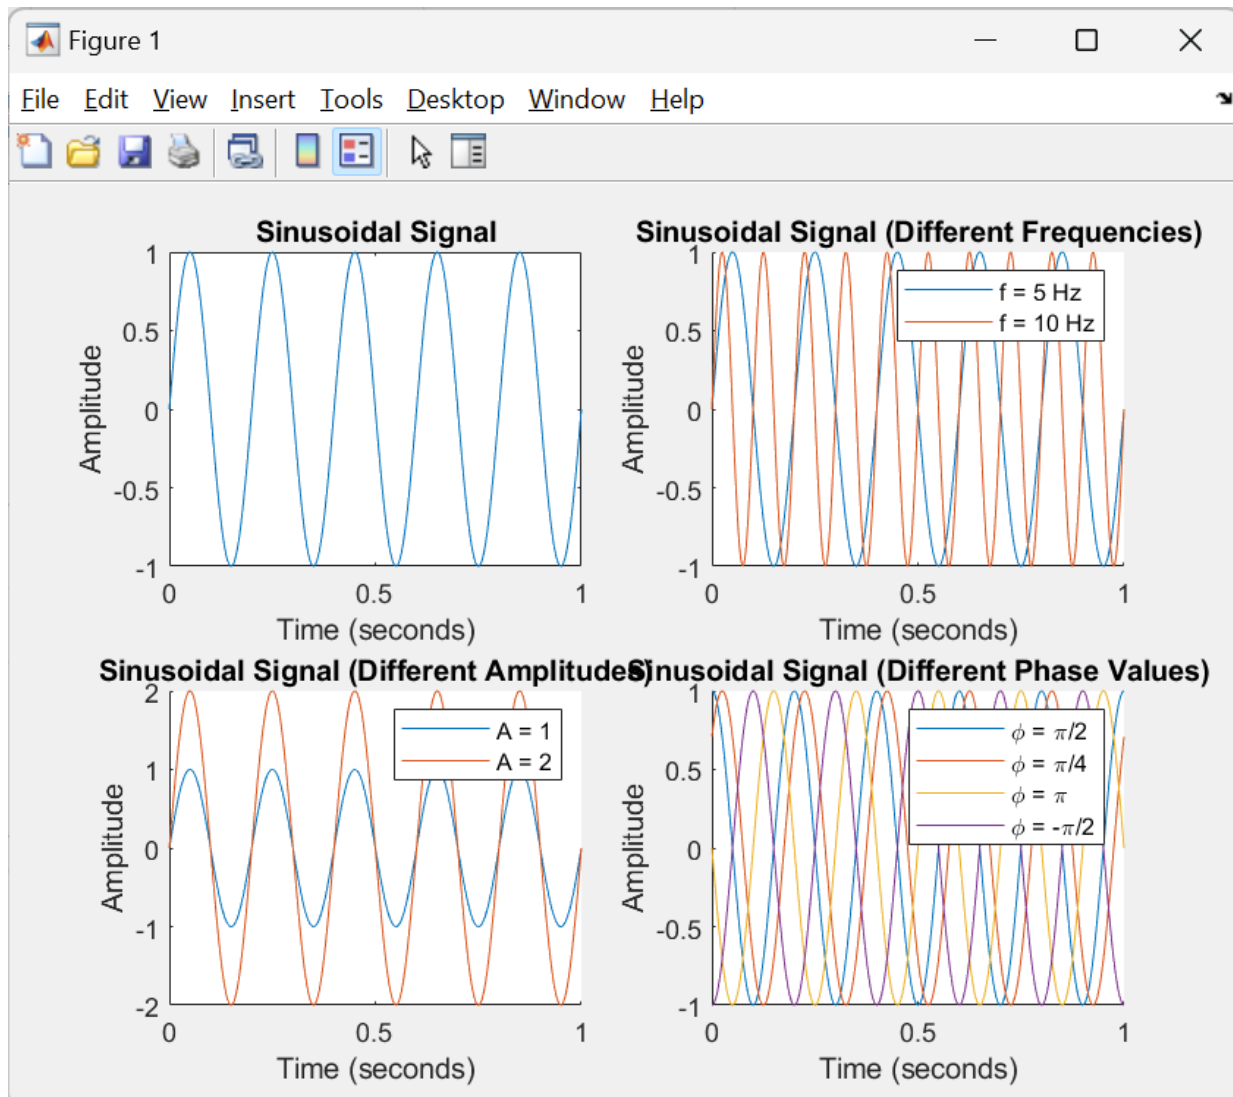 Figure 1
File Edit View Insert Tools Desktop Window Help
Sinusoidal Signal
1
0.5
0
-0.5
-1
Amplitude
0 0.5 1
Time (seconds)
Sinusoidal Signal (Different Frequencies)
1
0.5
0
-0.5
-1
Amplitude
f = 5 Hz
f = 10 Hz
0 0.5 1
Time (seconds)
Sinusoidal Signal (Different Amplitudes)
2
1
0
-1
-2
Amplitude
A = 1
A = 2
0 0.5 1
Time (seconds)
Sinusoidal Signal (Different Phase Values)
1
0.5
0
-0.5
-1
Amplitude
ϕ = π/2
ϕ = π/4
ϕ = π
ϕ = -π/2
0 0.5 1
Time (seconds)